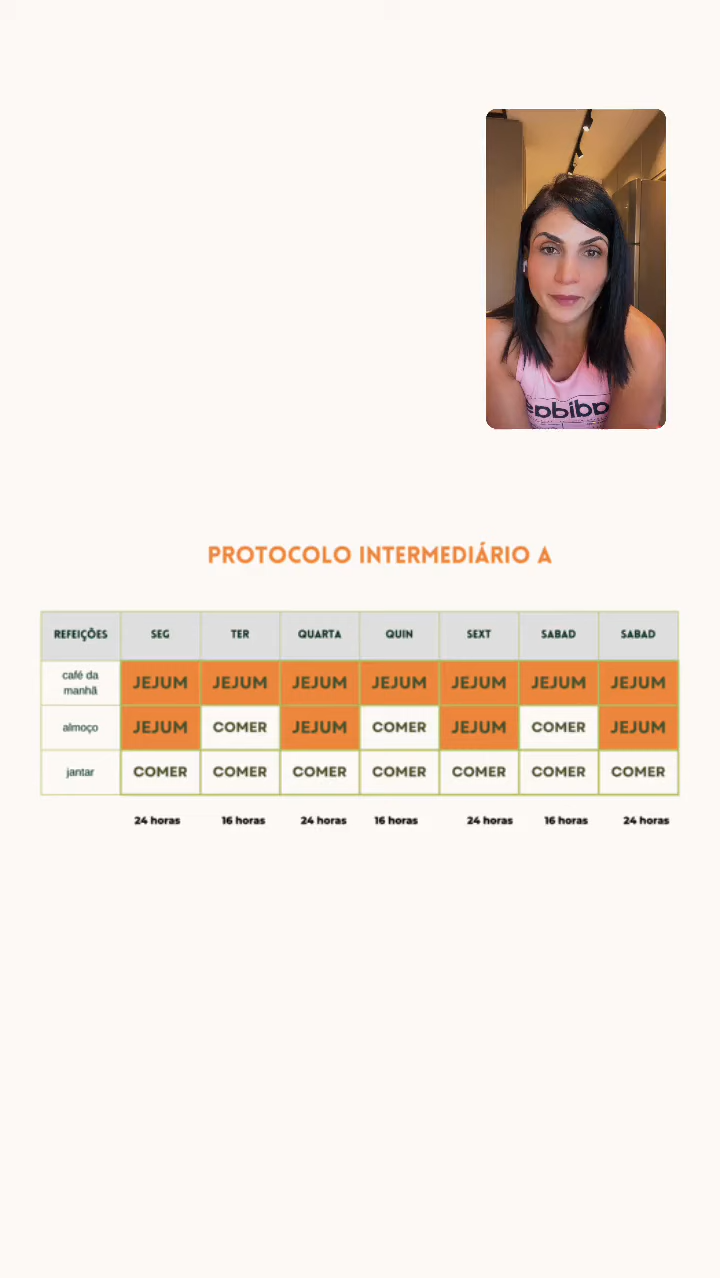 ebbidas
PROTOCOLO INTERMEDIÁRIO A
REFEIÇÕES SEG TER QUARTA QUIN SEXT SABAD SABAD
café da
manhã
JEJUM JEJUM JEJUM JEJUM JEJUM JEJUM JEJUM
almoço JEJUM COMER JEJUM COMER JEJUM COMER JEJUM
jantar COMER COMER COMER COMER COMER COMER COMER
24 horas 16 horas 24 horas 16 horas 24 horas 16 horas 24 horas